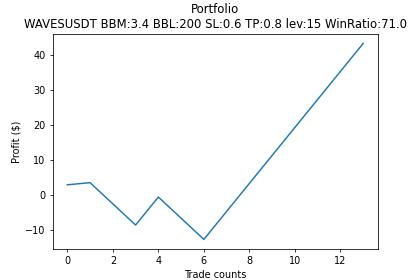 Portfolio
WAVESUSDT BBM:3.4 BBL:200 SL:0.6 TP:0.8 lev:15 WinRatio:71.0
40
30
20
10
0
−10
Profit ($)
0 2 4 6 8 10 12
Trade counts